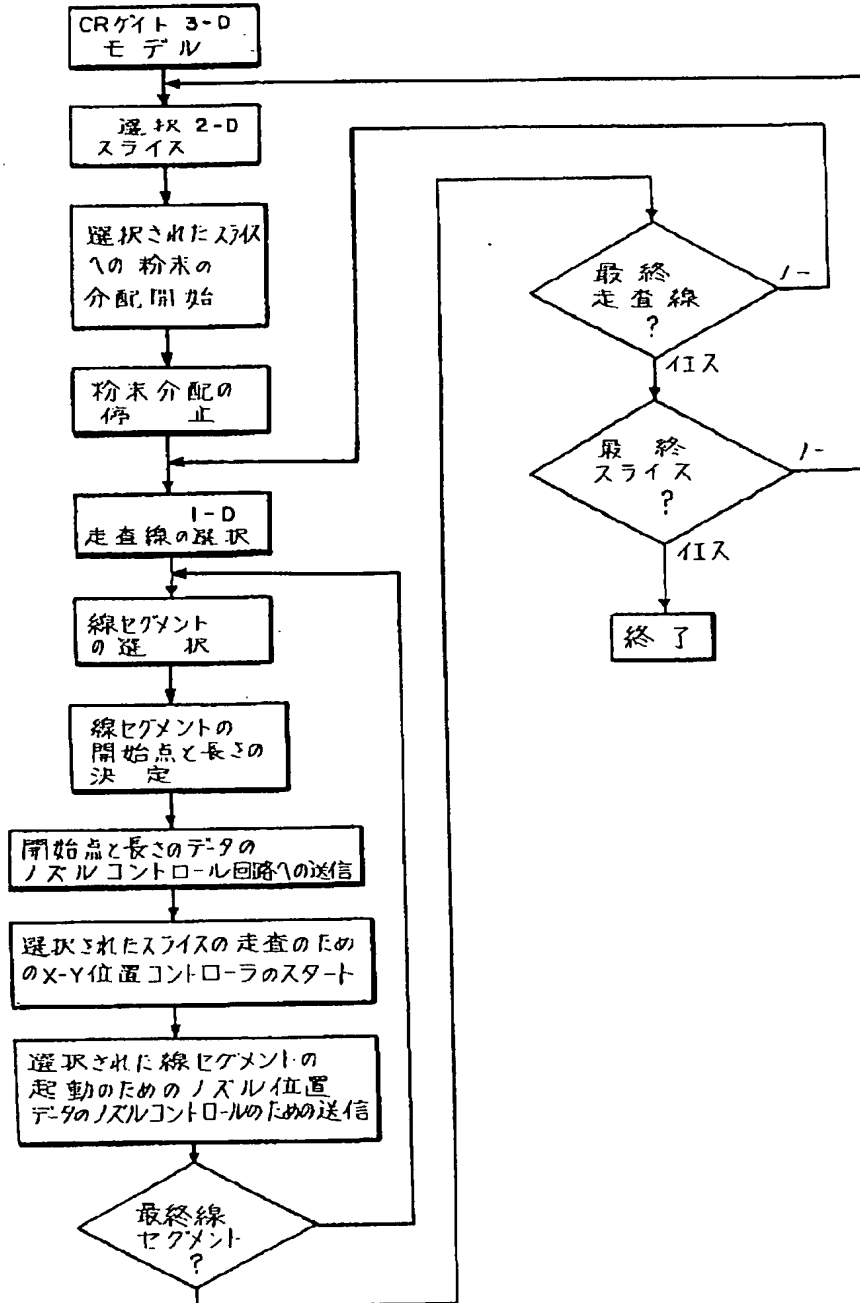 CRゲイト 3-D
モデル
選択 2-D
スライス
選択されたスライス
への粉末の
分配開始
粉末分配の
停止
1-D
走査線の選択
線セグメント
の選択
線セグメントの
開始点と長さの
決定
開始点と長さのデータの
ノズルコントロール回路への送信
選択されたスライスの走査のため
のX-Y位置コントローラのスタート
選択された線セグメントの
起動のためのノズル位置
データのノズルコントロールのための送信
最終線
セグメント
?
最終
走査線
?
ノー
イエス
最終
スライス
?
ノー
イエス
終了